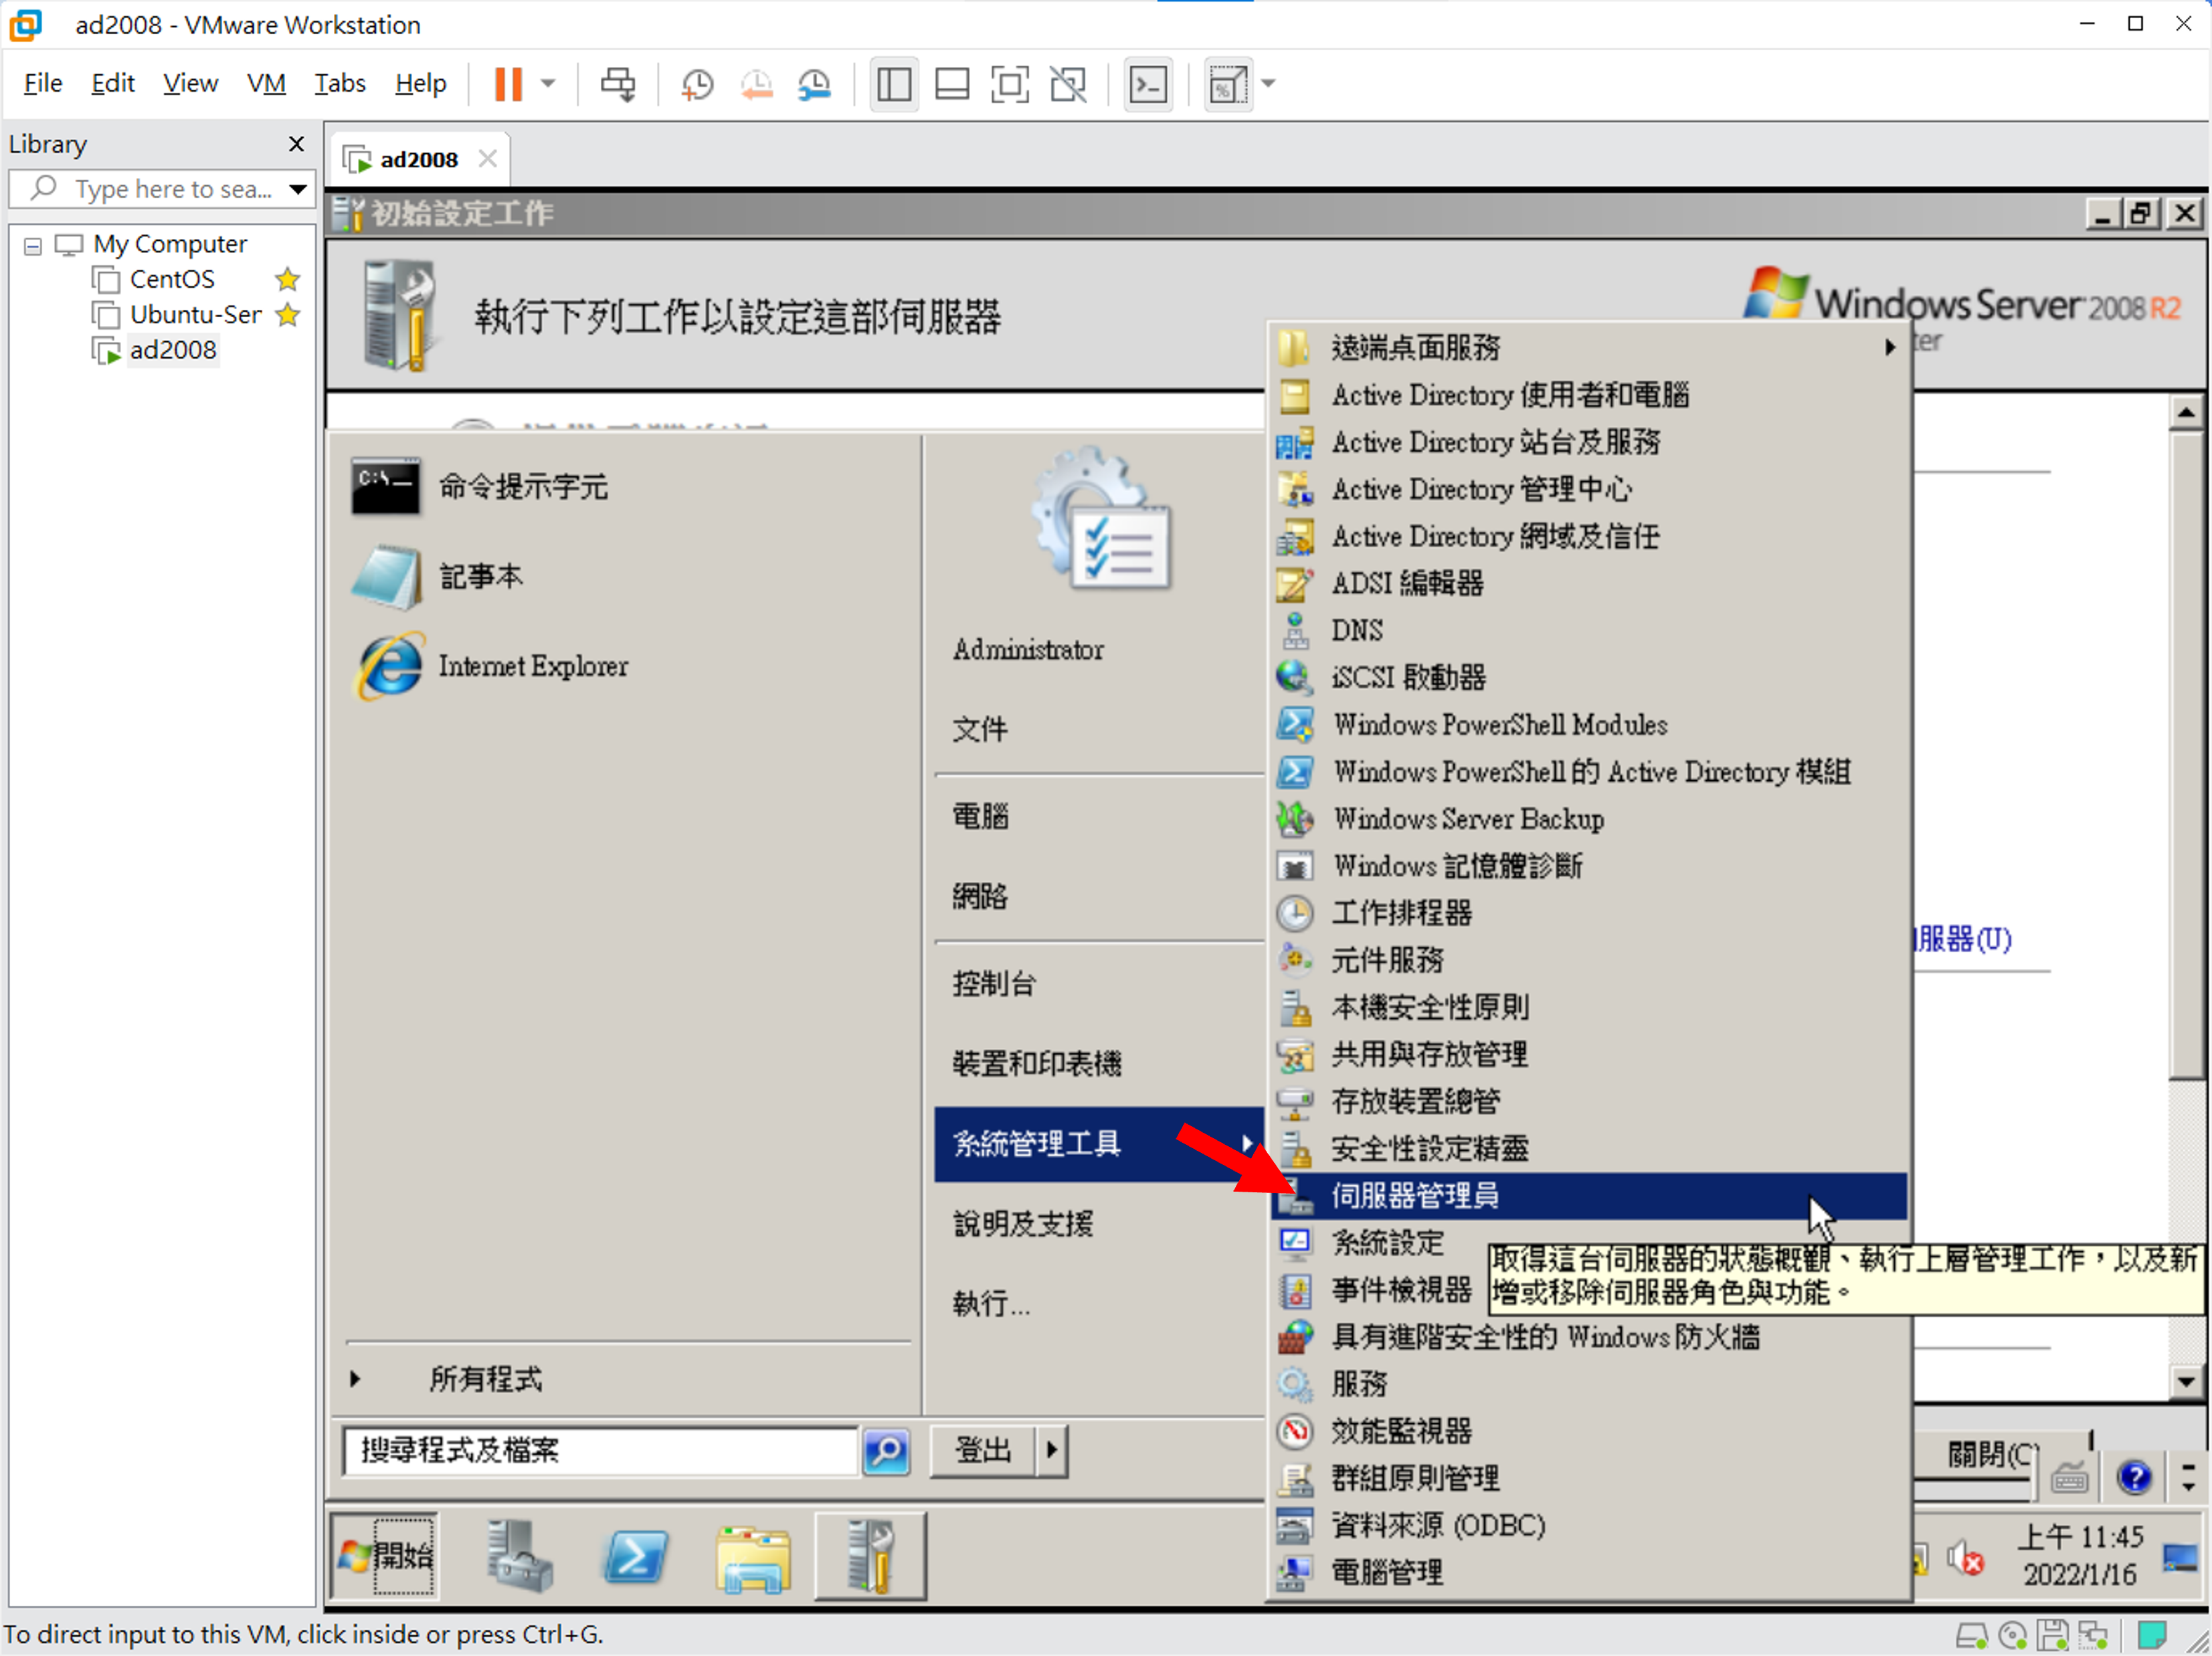 ad2008 - VMware Workstation
File Edit View VM Tabs Help
Library
Type here to sea...
My Computer
CentOS
Ubuntu-Ser
ad2008
ad2008
初始設定工作
執行下列工作以設定這部伺服器
Windows Server 2008 R2
ter
命令提示字元
記事本
Internet Explorer
所有程式
搜尋程式及檔案
登出
Administrator
文件
電腦
網路
控制台
裝置和印表機
系統管理工具
說明及支援
執行...
遠端桌面服務
Active Directory 使用者和電腦
Active Directory 站台及服務
Active Directory 管理中心
Active Directory 網域及信任
ADSI 編輯器
DNS
iSCSI 啟動器
Windows PowerShell Modules
Windows PowerShell 的 Active Directory 模組
Windows Server Backup
Windows 記憶體診斷
工作排程器
元件服務
本機安全性原則
共用與存放管理
存放裝置總管
安全性設定精靈
伺服器管理員
系統設定
事件檢視器
具有進階安全性的 Windows 防火牆
服務
效能監視器
群組原則管理
資料來源 (ODBC)
電腦管理
取得這台伺服器的狀態概觀、執行上層管理工作，以及新
增或移除伺服器角色與功能。
服器(U)
關閉(C)
開始
上午 11:45
2022/1/16
To direct input to this VM, click inside or press Ctrl+G.